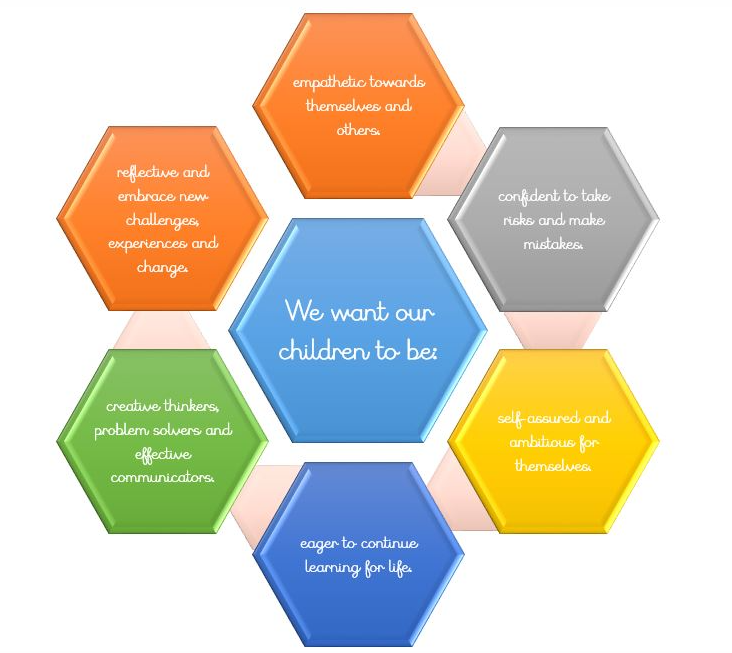 We want our
children to be:
empathetic towards
themselves and
others.
confident to take
risks and make
mistakes.
self-assured and
ambitious for
themselves.
eager to continue
learning for life.
creative thinkers,
problem solvers and
effective
communicators.
reflective and
embrace new
challenges,
experiences and
change.